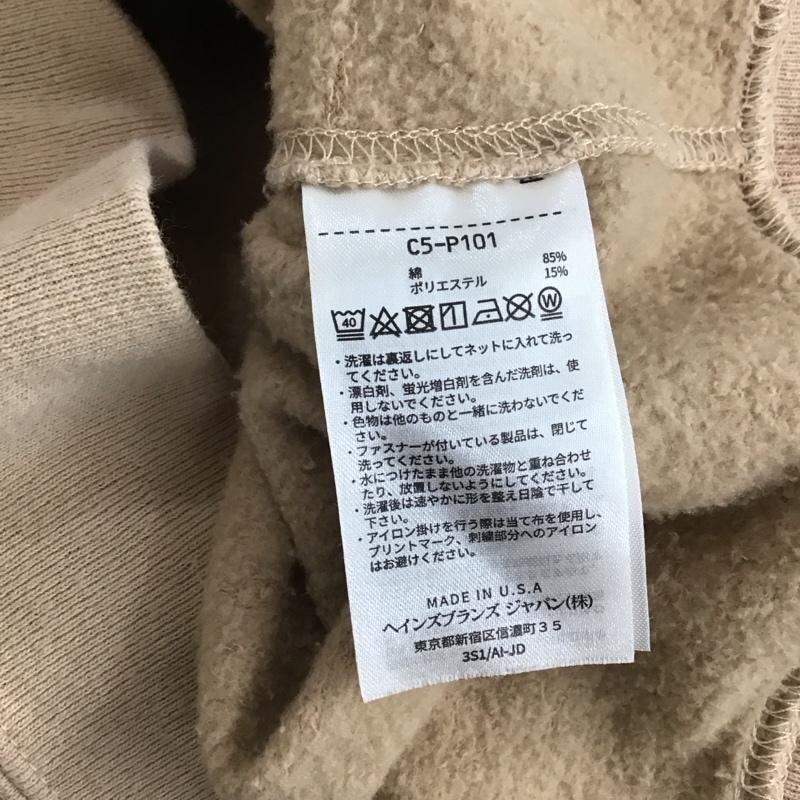 C5-P101
綿 85%
ポリエステル 15%
40 W
・洗濯は裏返しにしてネットに入れて洗っ
てください。
・漂白剤、蛍光増白剤を含んだ洗剤は、使
用しないでください。
・色物は他のものと一緒に洗わないでくだ
さい。
・ファスナーが付いている製品は、閉じて
洗ってください。
・水につけたまま他の洗濯物と重ね合わせ
たり、放置しないようにしてください。
・洗濯後は速やかに形を整え日陰で干して
下さい。
・アイロン掛けを行う際は当て布を使用し、
プリントマーク、刺繍部分へのアイロン
はお避けください。
MADE IN U.S.A
ヘインズブランズ ジャパン(株)
東京都新宿区信濃町35
3S1/AI-JD